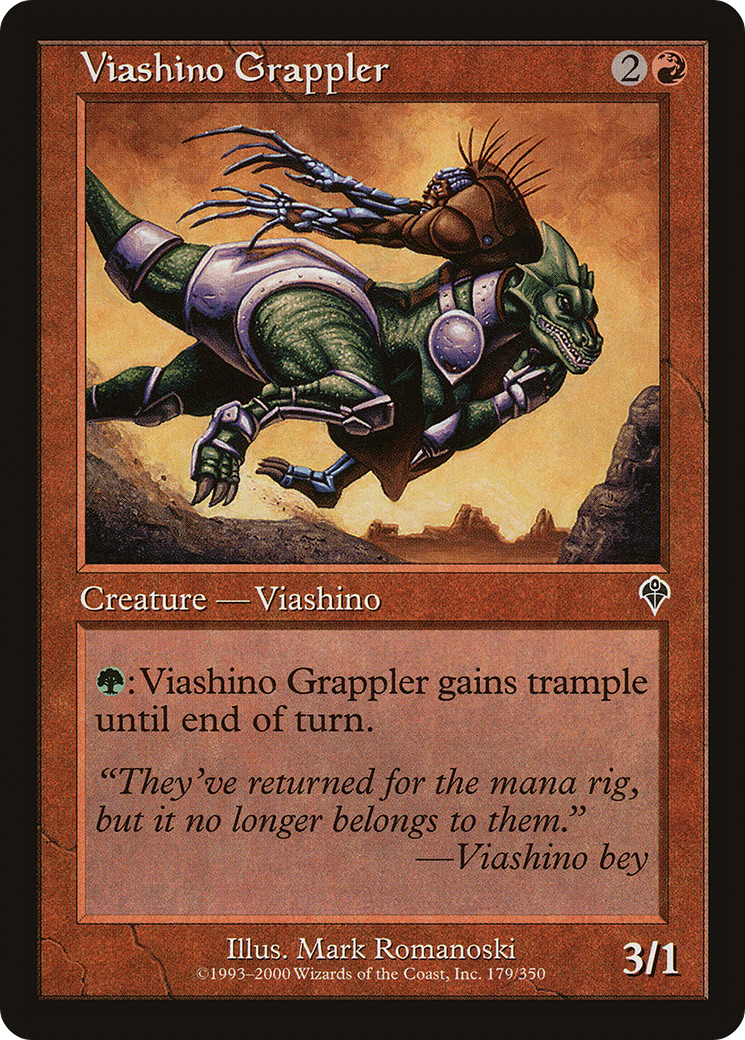 Viashino Grappler 2
Creature — Viashino
: Viashino Grappler gains trample
until end of turn.
“They’ve returned for the mana rig,
but it no longer belongs to them.”
—Viashino bey
Illus. Mark Romanoski
©1993–2000 Wizards of the Coast, Inc. 179/350
3/1